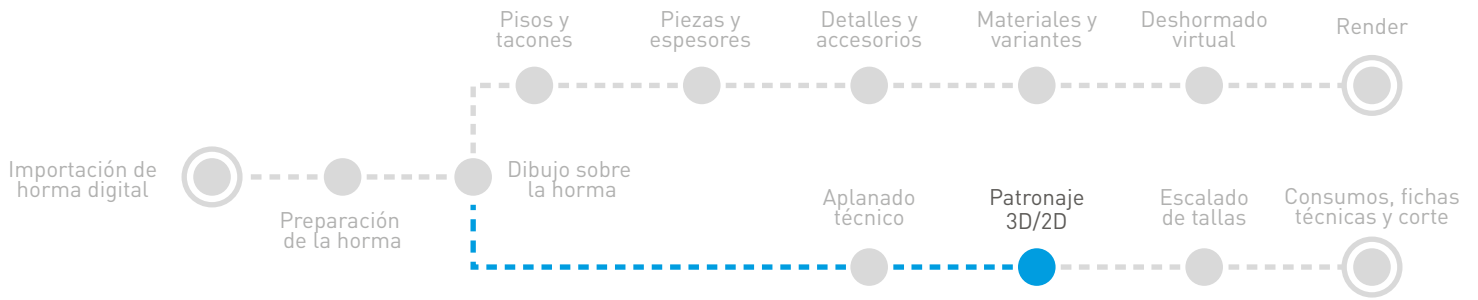 Pisos y
tacones
Piezas y
espesores
Detalles y
accesorios
Materiales y
variantes
Deshormado
virtual
Render
Importación de
horma digital
Preparación
de la horma
Dibujo sobre
la horma
Aplanado
técnico
Patronaje
3D/2D
Escalado
de tallas
Consumos, fichas
técnicas y corte